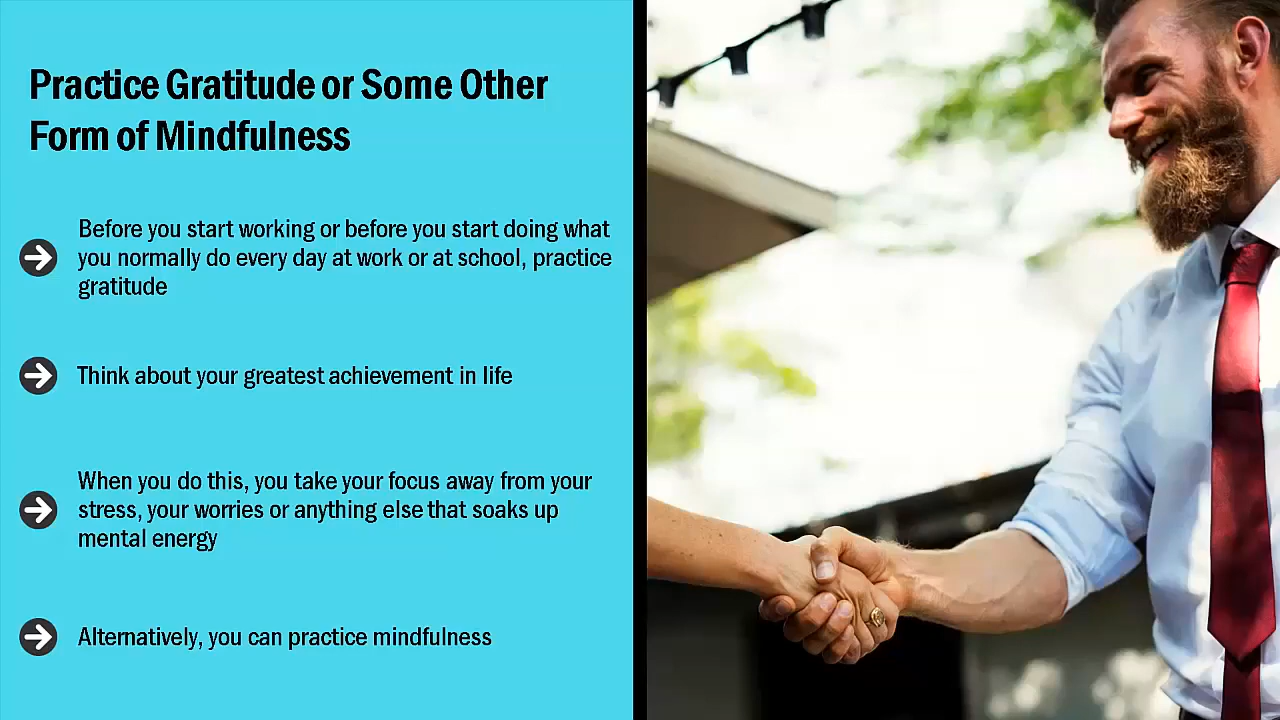 Practice Gratitude or Some Other
Form of Mindfulness
Before you start working or before you start doing what
you normally do every day at work or at school, practice
gratitude
Think about your greatest achievement in life
When you do this, you take your focus away from your
stress, your worries or anything else that soaks up
mental energy
Alternatively, you can practice mindfulness